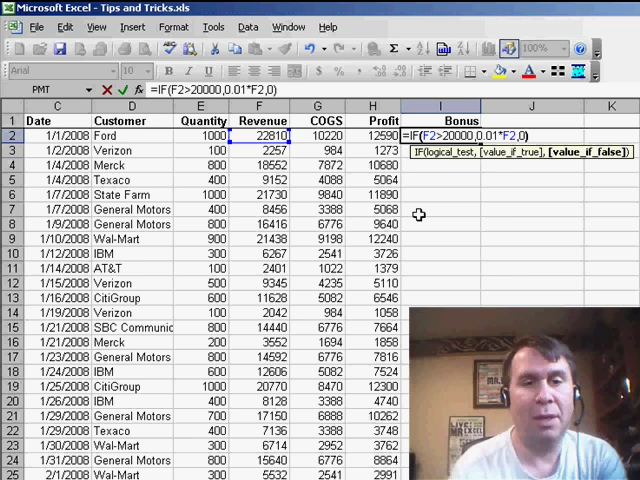 Microsoft Excel - Tips and Tricks.xls
File Edit View Insert Format Tools Data Window Help
Arial 10 B I U $ % 100%
PMT =IF(F2>20000,0.01*F2,0)
C D E F G H I J K
1 Date Customer Quantity Revenue COGS Profit Bonus
2 1/1/2008 Ford 1000 22810 10220 12590 =IF(F2>20000,0.01*F2,0)
3 1/2/2008 Verizon 100 2257 984 1273 IF(logical_test, [value_if_true], [value_if_false])
4 1/4/2008 Merck 800 18552 7872 10680
5 1/4/2008 Texaco 400 9152 4088 5064
6 1/7/2008 State Farm 1000 21730 9840 11890
7 1/7/2008 General Motors 400 8456 3388 5068
8 1/9/2008 General Motors 800 16416 6776 9640
9 1/10/2008 Wal-Mart 900 21438 9198 12240
10 1/12/2008 IBM 300 6267 2541 3726
11 1/14/2008 AT&T 100 2401 1022 1379
12 1/15/2008 Verizon 500 9345 4235 5110
13 1/16/2008 CitiGroup 600 11628 5082 6546
14 1/19/2008 Verizon 100 2042 984 1058
15 1/21/2008 SBC Communic 800 14440 6776 7664
16 1/21/2008 Merck 200 3552 1694 1858
17 1/23/2008 General Motors 800 14592 6776 7816
18 1/24/2008 IBM 600 12606 5082 7524
19 1/25/2008 CitiGroup 1000 20770 8470 12300
20 1/26/2008 IBM 400 8128 3388 4740
21 1/29/2008 General Motors 700 17150 6888 10262
22 1/29/2008 Texaco 400 7136 3388 3748
23 1/30/2008 Wal-Mart 300 6714 2952 3762
24 1/31/2008 General Motors 800 15640 6776 8864
25 2/1/2008 Wal-Mart 300 5532 2541 2991